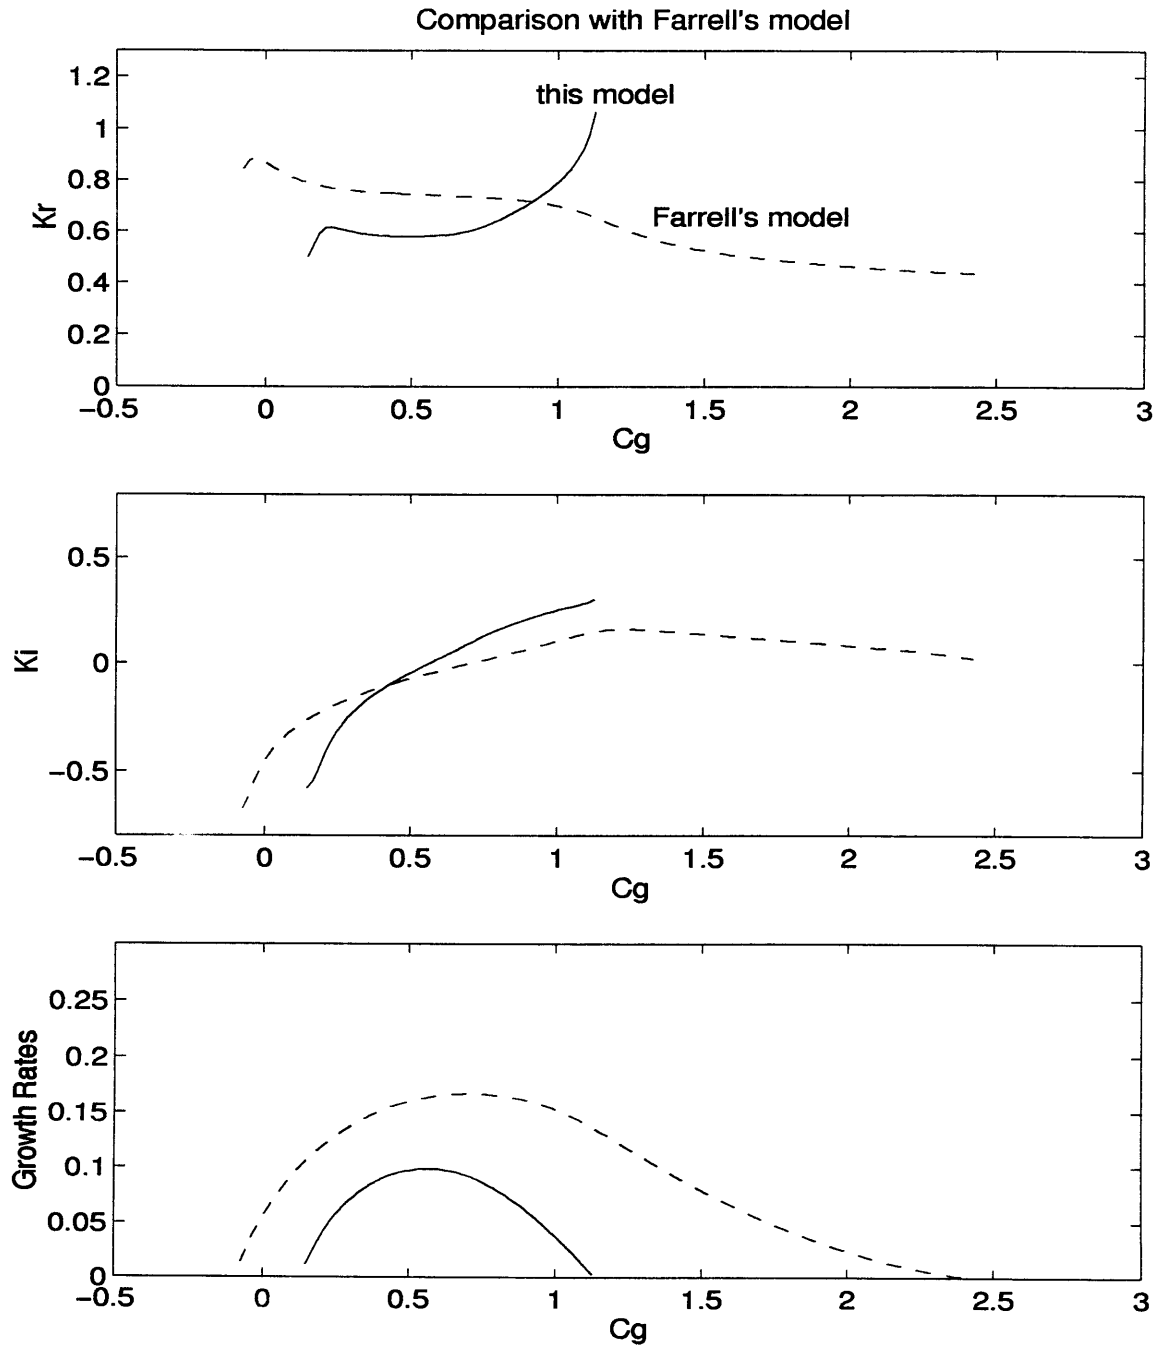 Comparison with Farrell's model
1.2
this model
1
0.8
Kr
Farrell's model
0.6
0.4
0.2
0
−0.5 0 0.5 1 1.5 2 2.5 3
Cg
0.5
Ki
0
−0.5
−0.5 0 0.5 1 1.5 2 2.5 3
Cg
0.25
0.2
Growth Rates
0.15
0.1
0.05
0
−0.5 0 0.5 1 1.5 2 2.5 3
Cg